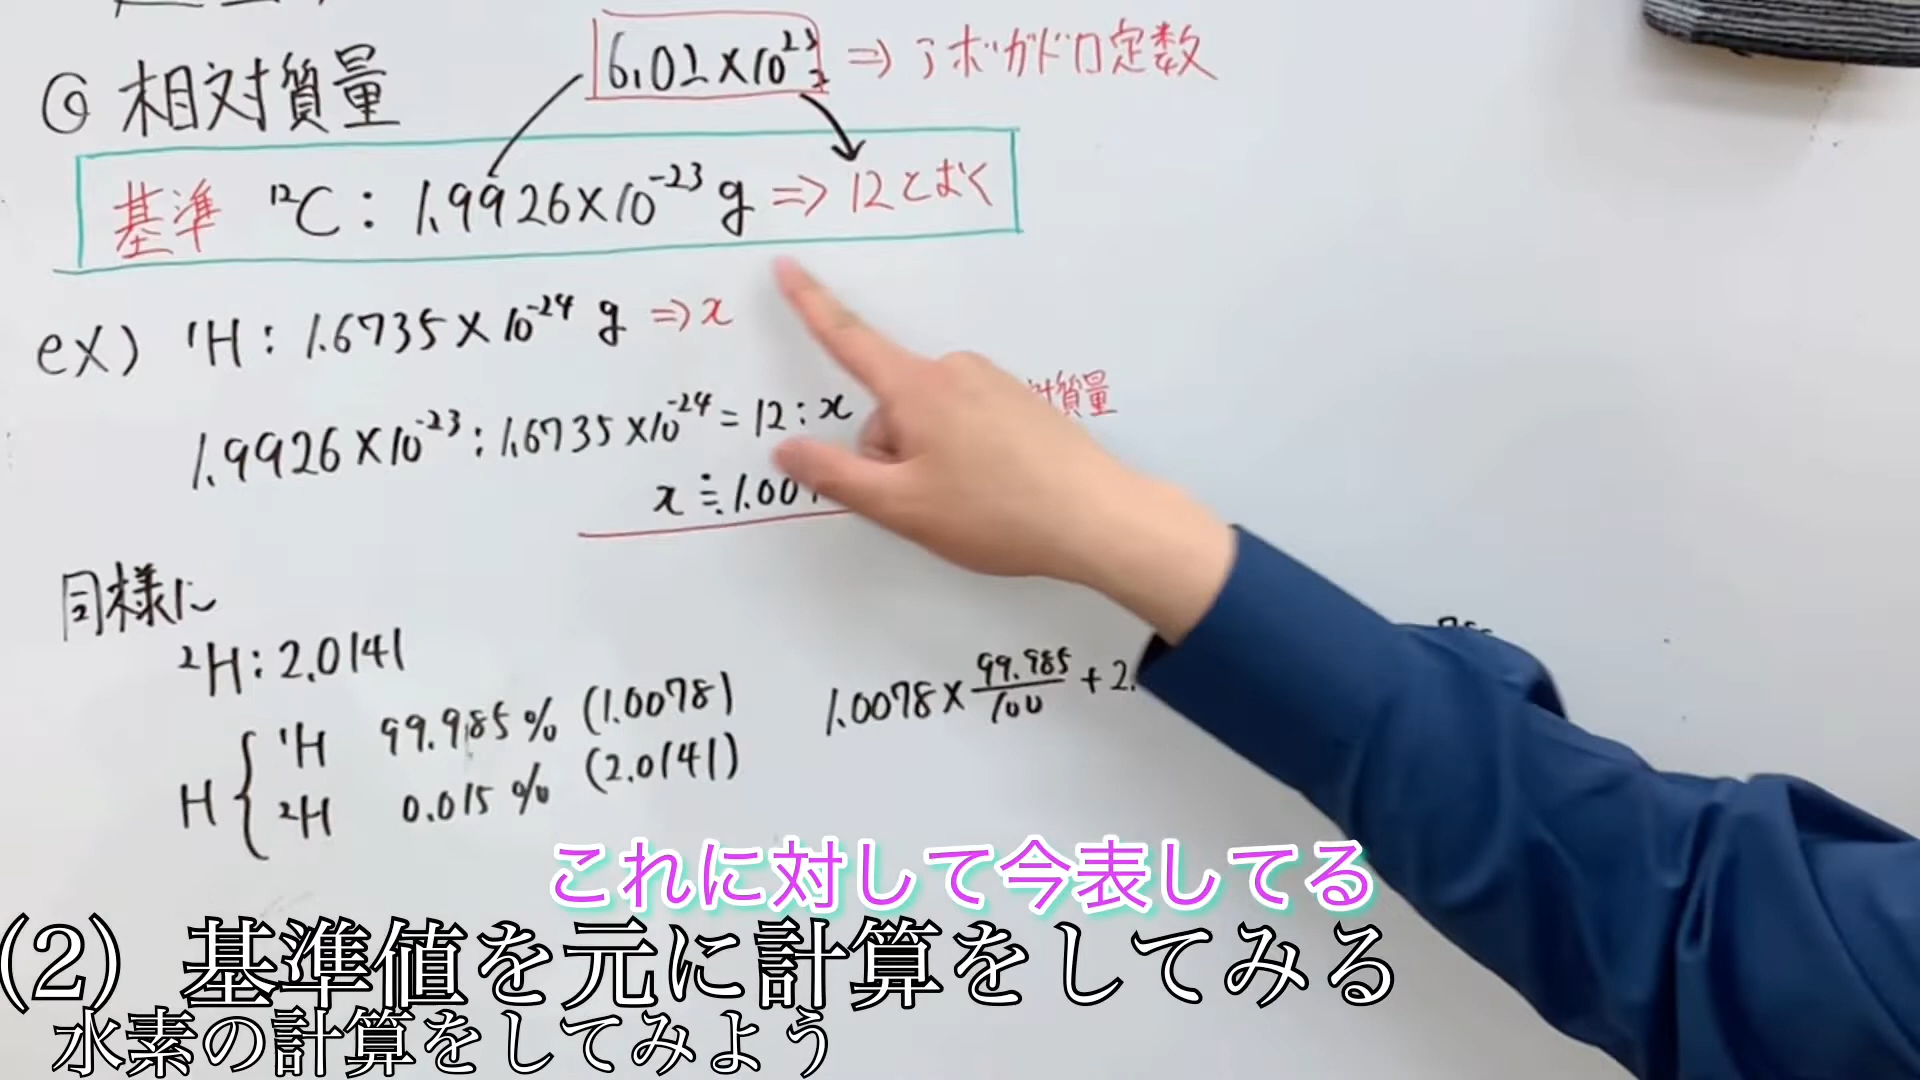 ◎ 相対質量
6.02×10²³ ⇒ アボガドロ定数
基準 ¹²C : 1.9926×10⁻²³ g ⇒ 12とおく
ex) ¹H : 1.6735×10⁻²⁴ g ⇒ x
対質量
1.9926×10⁻²³ : 1.6735×10⁻²⁴ = 12 : x
x ≒ 1.00
同様に
²H : 2.0141
H { ¹H 99.985% (1.0078)
²H 0.015% (2.0141)
1.0078 × 99.985/100 + 2.
これに対して今表してる
(2) 基準値を元に計算をしてみる
水素の計算をしてみよう